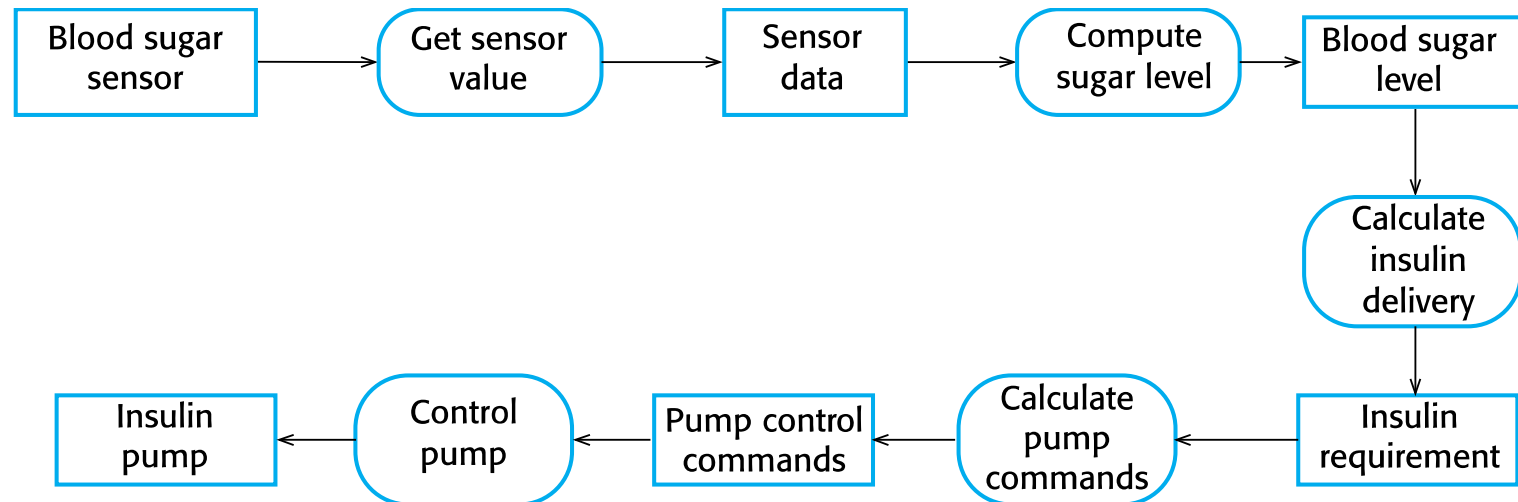 Blood sugar
sensor
Get sensor
value
Sensor
data
Compute
sugar level
Blood sugar
level
Calculate
insulin
delivery
Insulin
requirement
Calculate
pump
commands
Pump control
commands
Control
pump
Insulin
pump